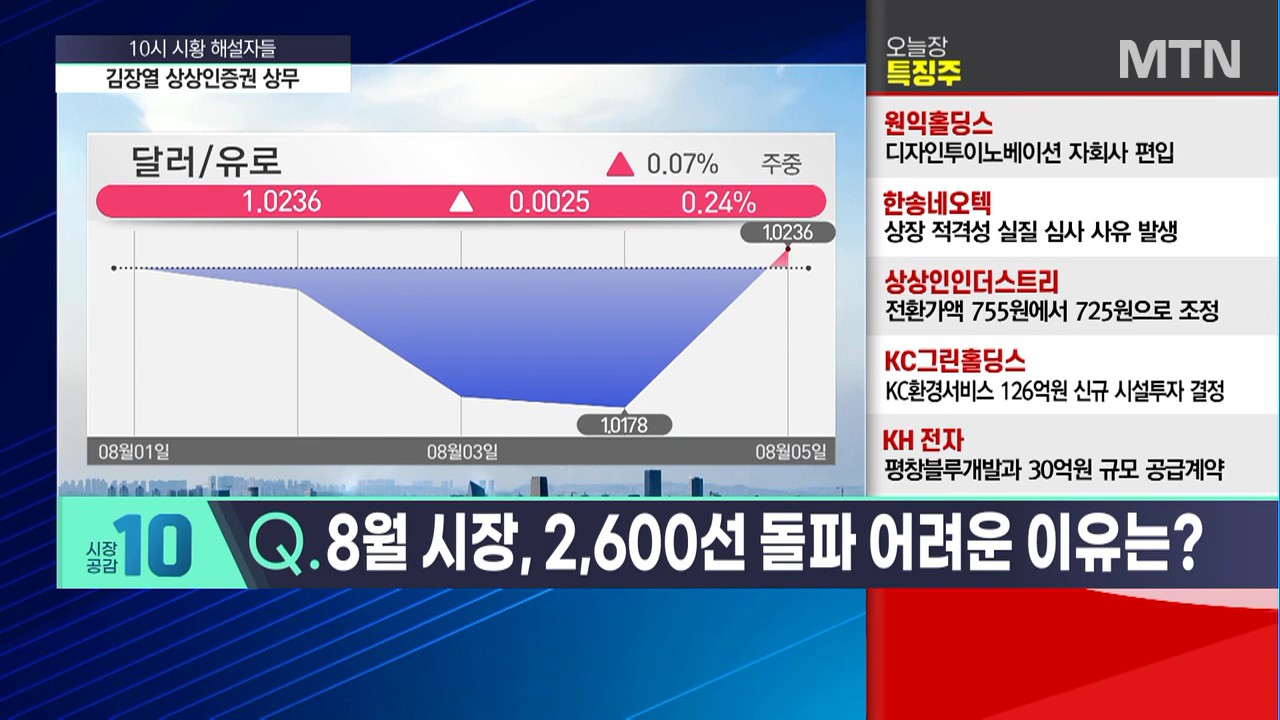 10시 시황 해설자들
김장열 상상인증권 상무
달러/유로
▲ 0.07% 주중
1.0236 ▲ 0.0025 0.24%
1.0236
1.0178
08월01일 08월03일 08월05일
시장공감 10
Q. 8월 시장, 2,600선 돌파 어려운 이유는?
오늘장
특징주
MTN
원익홀딩스
디자인투이노베이션 자회사 편입
한송네오텍
상장 적격성 실질 심사 사유 발생
상상인인더스트리
전환가액 755원에서 725원으로 조정
KC그린홀딩스
KC환경서비스 126억원 신규 시설투자 결정
KH 전자
평창블루개발과 30억원 규모 공급계약